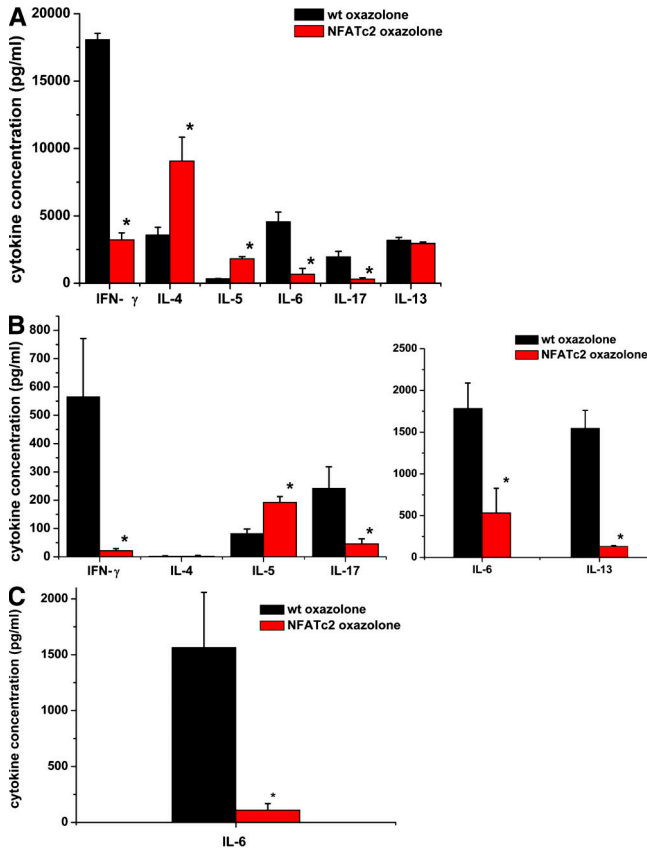 A
wt oxazolone
NFATc2 oxazolone
cytokine concentration (pg/ml)
18000
15000
10000
5000
0
*
*
*
*
*
IFN- γ IL-4 IL-5 IL-6 IL-17 IL-13
B
cytokine concentration (pg/ml)
800
700
600
500
400
300
200
100
0
*
*
*
IFN-γ IL-4 IL-5 IL-17
wt oxazolone
NFATc2 oxazolone
2500
2000
1500
1000
500
0
*
*
IL-6 IL-13
C
wt oxazolone
NFATc2 oxazolone
cytokine concentration (pg/ml)
2000
1500
1000
500
0
*
IL-6